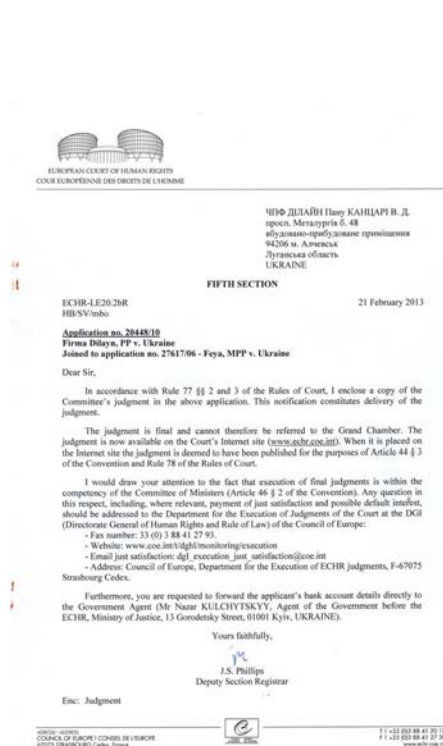 EUROPEAN COURT OF HUMAN RIGHTS
COUR EUROPÉENNE DES DROITS DE L'HOMME
ЧПФ ДІЛАЙН Пану КАНЦАРІ В. Д.
просп. Металургів б. 48
вбудовано-прибудоване приміщення
94206 м. Алчевськ
Луганська область
UKRAINE
FIFTH SECTION
ECHR-LE20.2bR
HB/SV/mbo
21 February 2013
Application no. 20448/10
Firma Dilayn, PP v. Ukraine
Joined to application no. 27617/06 - Feya, MPP v. Ukraine
Dear Sir,
In accordance with Rule 77 §§ 2 and 3 of the Rules of Court, I enclose a copy of the
Committee's judgment in the above application. This notification constitutes delivery of the
judgment.
The judgment is final and cannot therefore be referred to the Grand Chamber. The
judgment is now available on the Court's Internet site (www.echr.coe.int). When it is placed on
the Internet site the judgment is deemed to have been published for the purposes of Article 44 § 3
of the Convention and Rule 78 of the Rules of Court.
I would draw your attention to the fact that execution of final judgments is within the
competency of the Committee of Ministers (Article 46 § 2 of the Convention). Any question in
this respect, including, where relevant, payment of just satisfaction and possible default interest,
should be addressed to the Department for the Execution of Judgments of the Court at the DGI
(Directorate General of Human Rights and Rule of Law) of the Council of Europe:
- Fax number: 33 (0) 3 88 41 27 93.
- Website: www.coe.int/t/dghl/monitoring/execution
- Email just satisfaction: dgl_execution_just_satisfaction@coe.int
- Address: Council of Europe, Department for the Execution of ECHR judgments, F-67075
Strasbourg Cedex.
Furthermore, you are requested to forward the applicant's bank account details directly to
the Government Agent (Mr Nazar KULCHYTSKYY, Agent of the Government before the
ECHR, Ministry of Justice, 13 Gorodetsky Street, 01001 Kyiv, UKRAINE).
Yours faithfully,
J.S. Phillips
Deputy Section Registrar
Enc: Judgment
COUNCIL OF EUROPE / CONSEIL DE L'EUROPE
67075 STRASBOURG Cedex, France